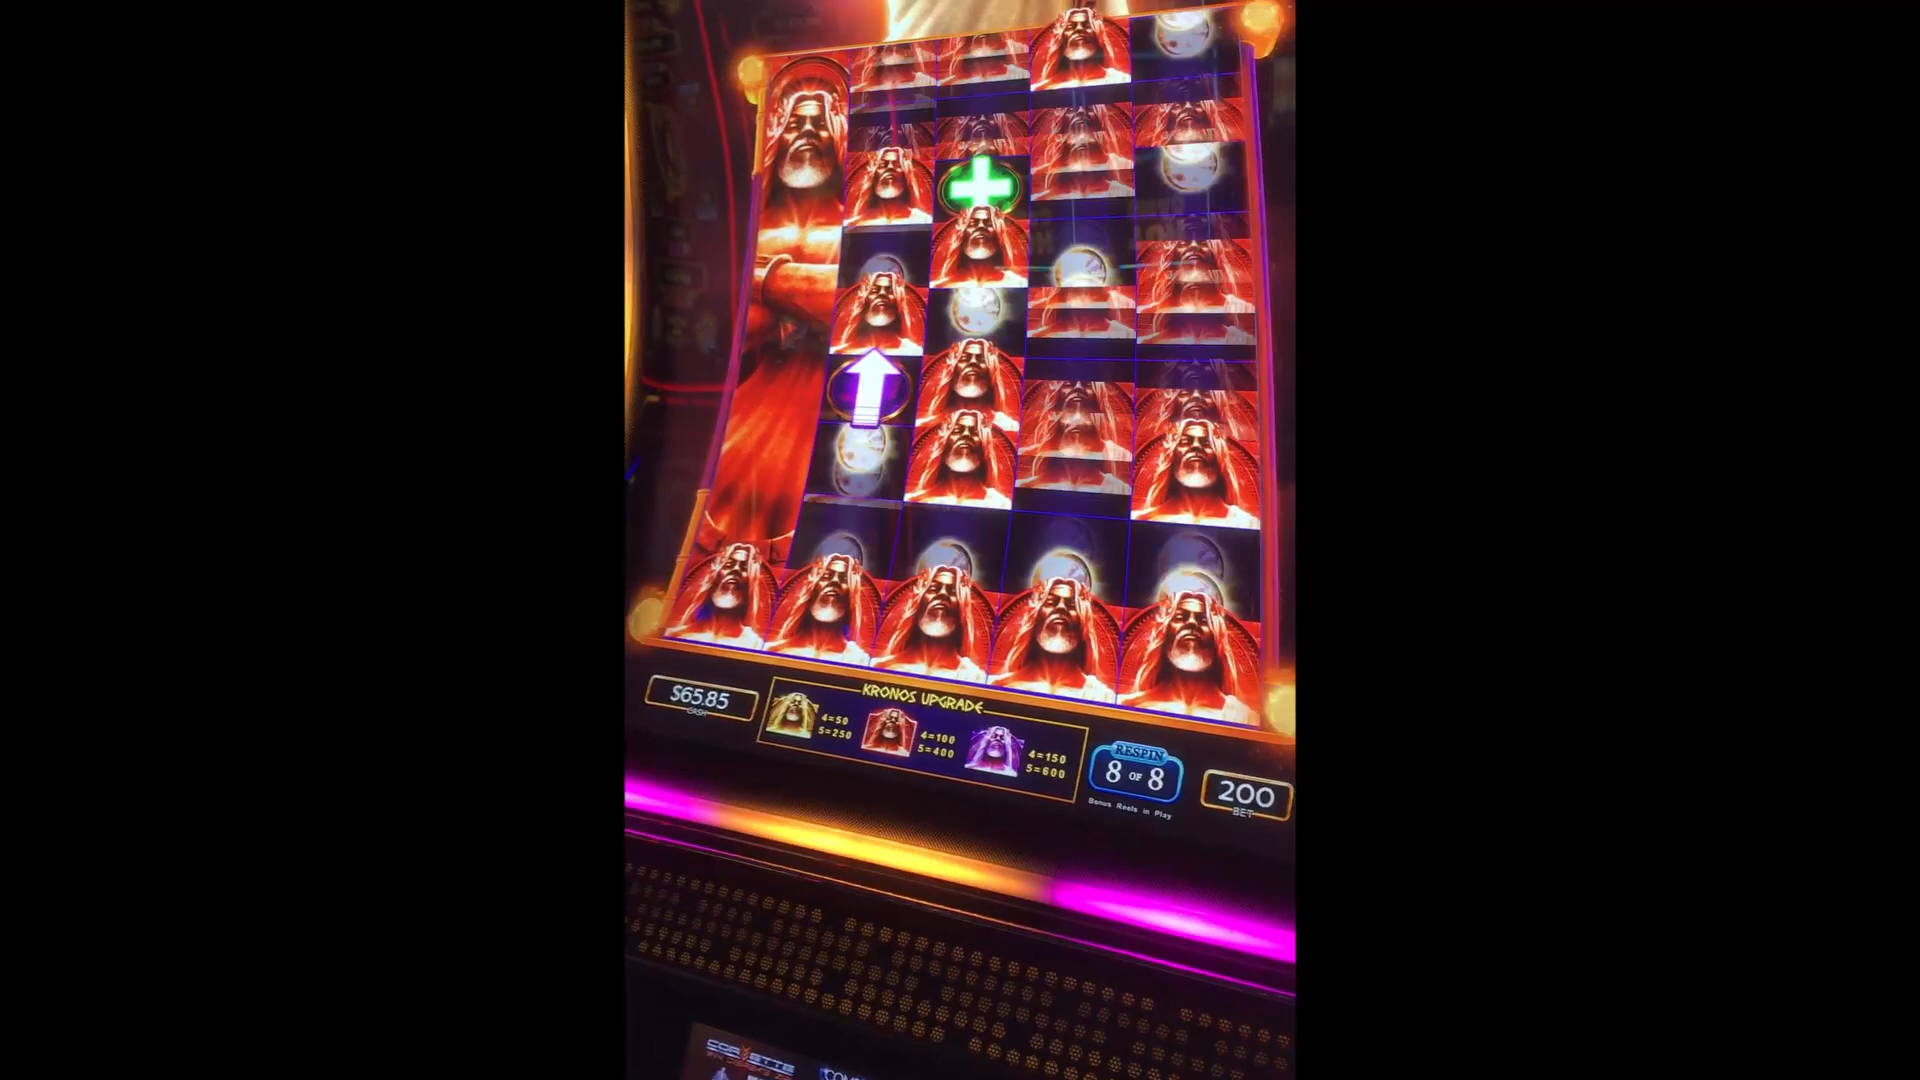 $65.85
CASH
KRONOS UPGRADE
4=50
5=250
4=100
5=400
4=150
5=600
RESPIN
8 OF 8
Bonus Reels in Play
200
BET
CORVETTE